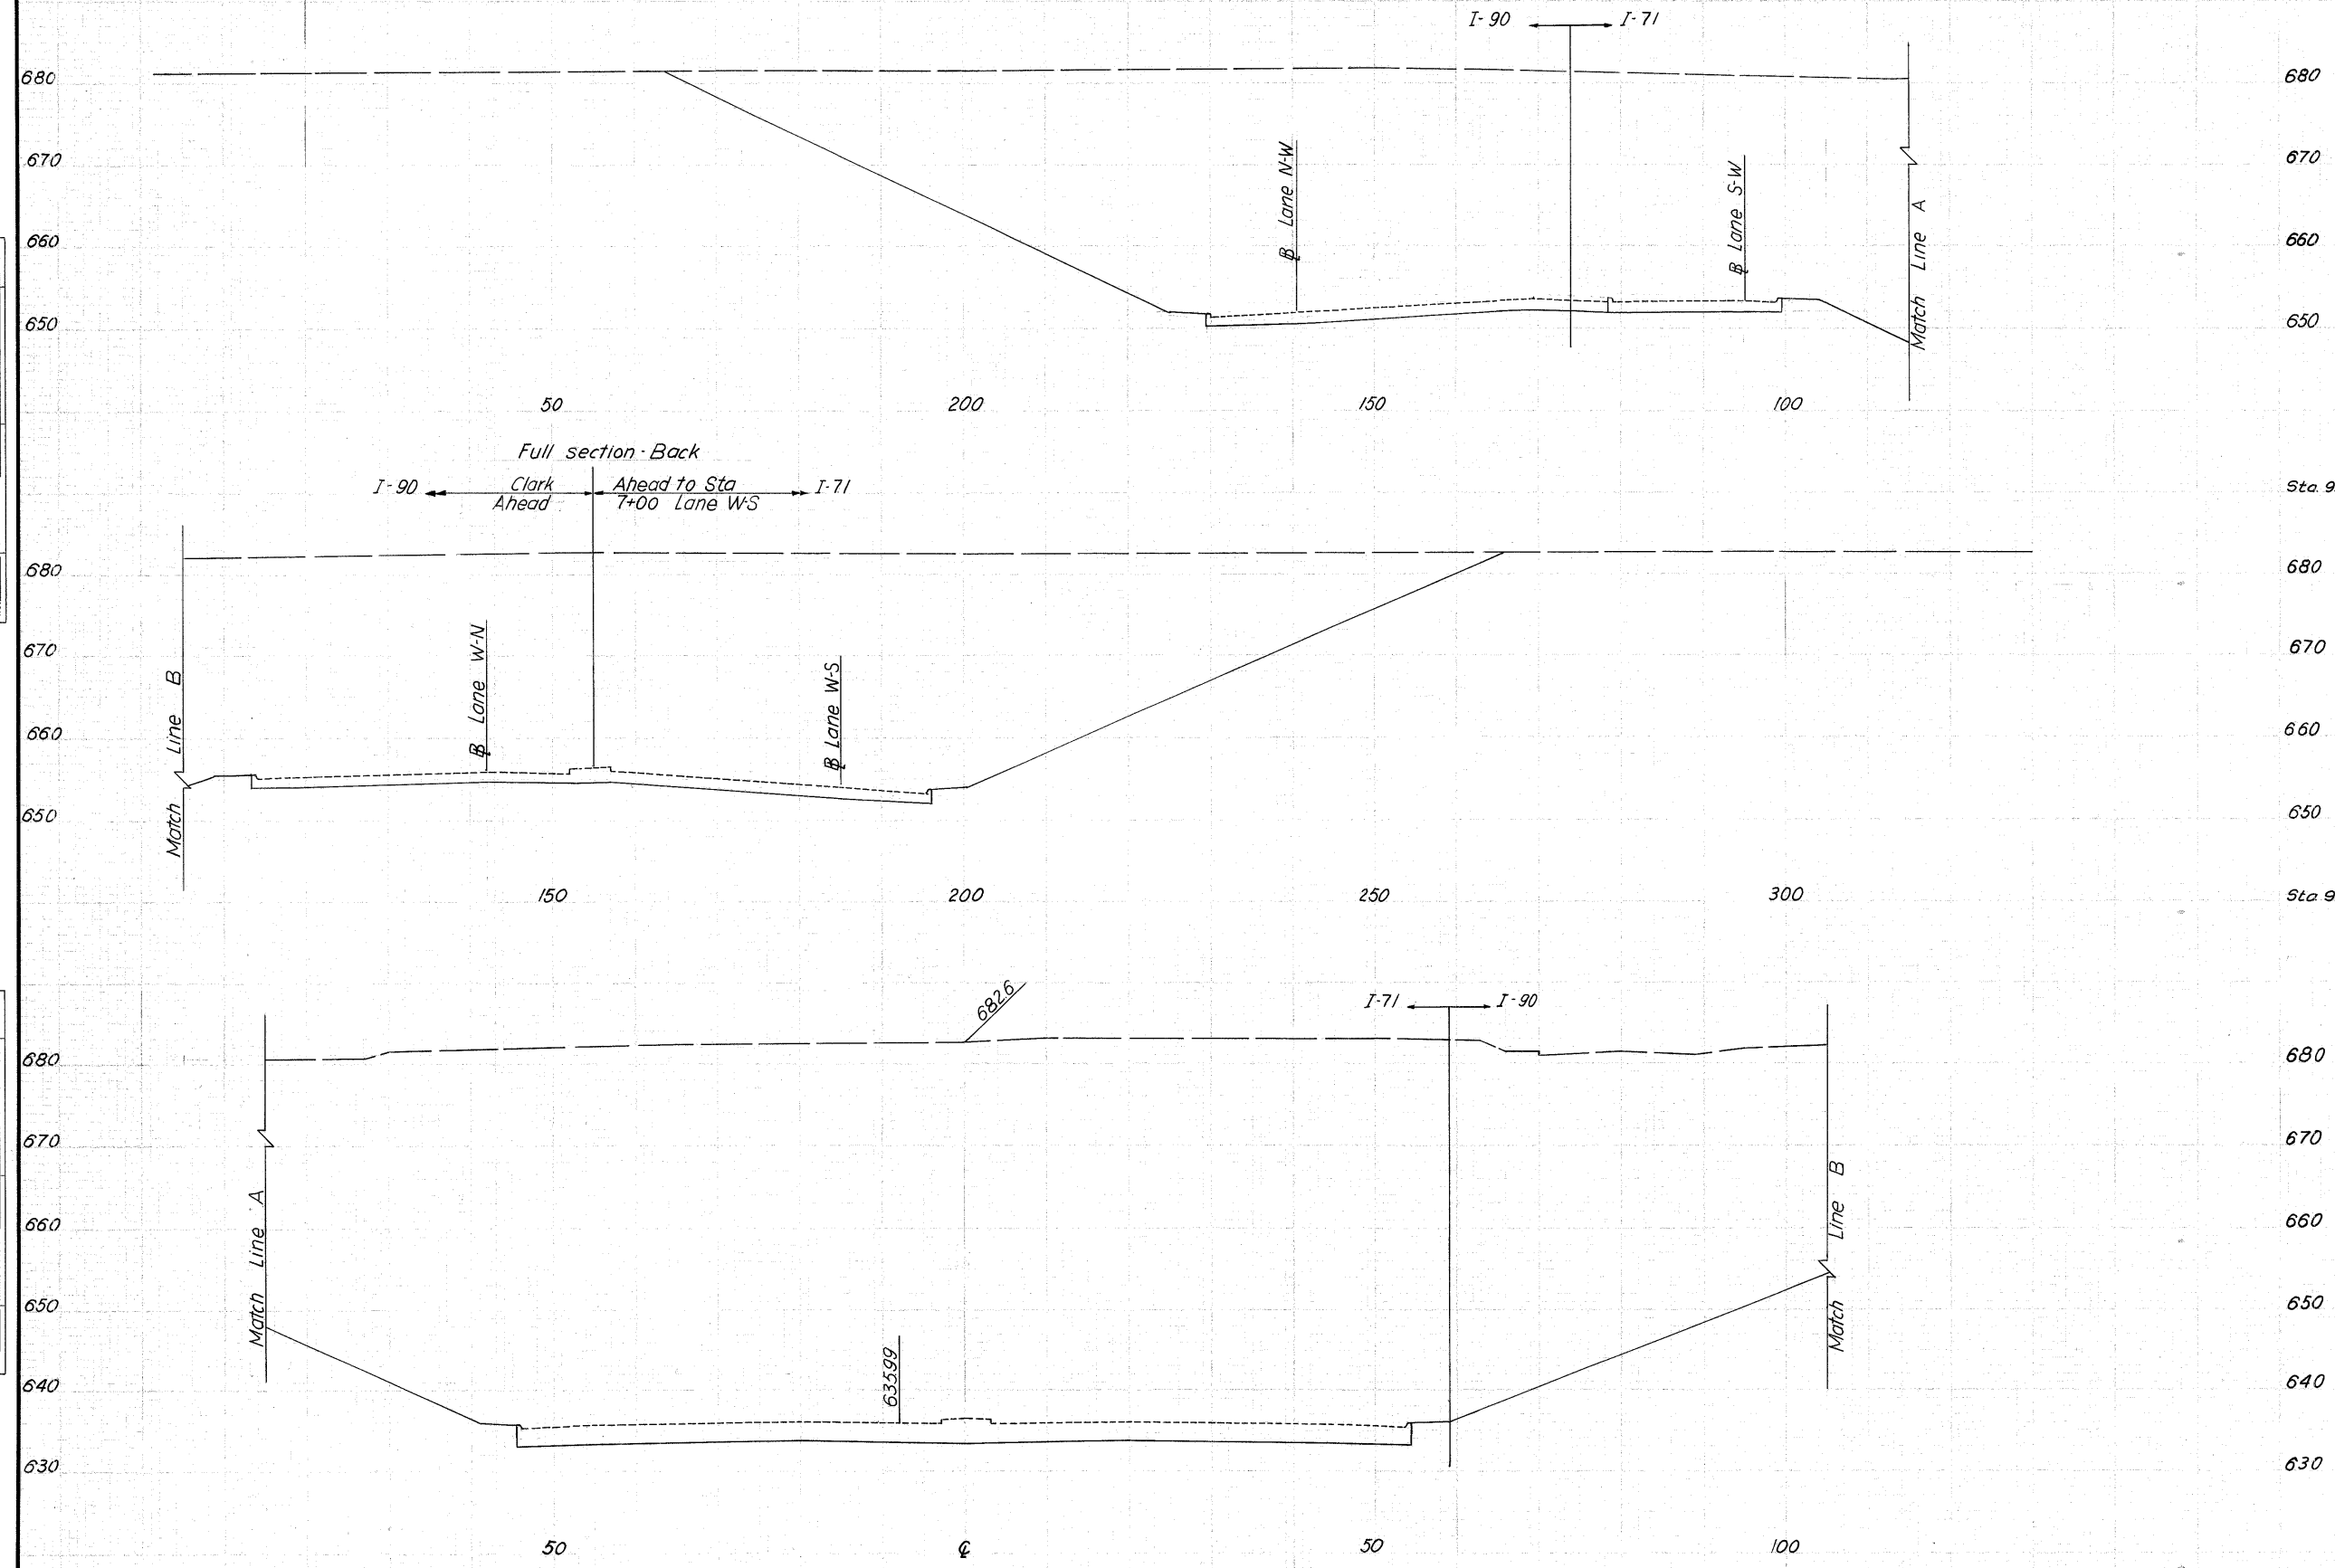 I-90 I-71
680 680
670 670
℄ Lane N-W
℄ Lane S-W
Match Line A
660 660
650 650
50 200 150 100
Full section - Back
I-90 Clark Ahead to Sta I-71
Ahead 7+00 Lane W-S
Sta. 9
680 680
670 670
Match Line B
℄ Lane W-N
℄ Lane W-S
660 660
650 650
150 200 250 300 Sta. 9
682.6
I-71 I-90
680 680
670 670
Match Line A
Match Line B
660 660
650 650
635.99
640 640
630 630
50 ℄ 50 100